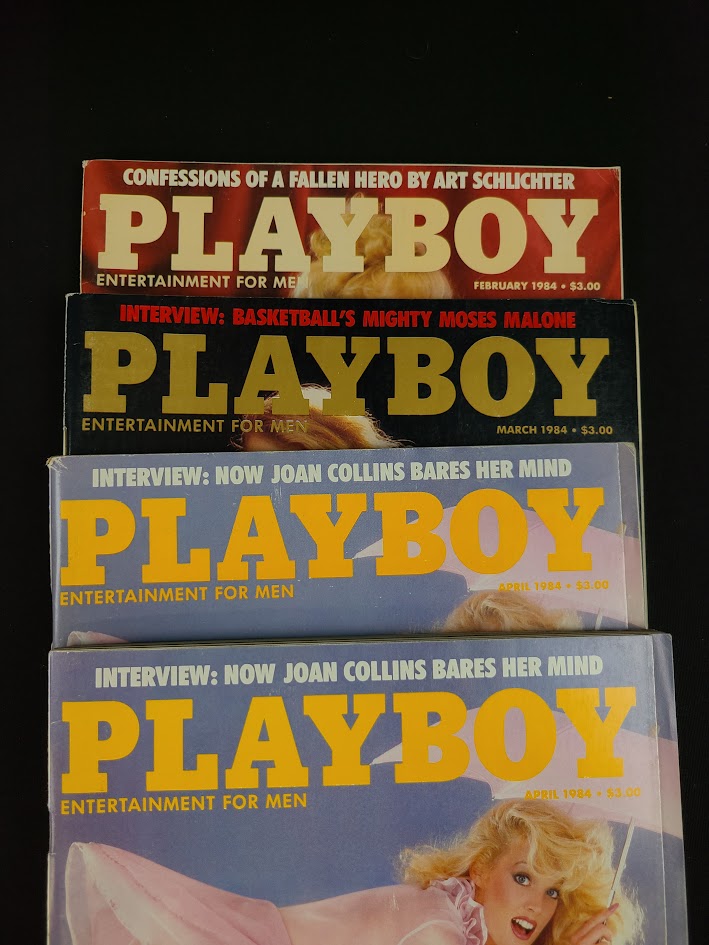 CONFESSIONS OF A FALLEN HERO BY ART SCHLICHTER
PLAYBOY
ENTERTAINMENT FOR MEN FEBRUARY 1984 • $3.00
INTERVIEW: BASKETBALL'S MIGHTY MOSES MALONE
PLAYBOY
ENTERTAINMENT FOR MEN MARCH 1984 • $3.00
INTERVIEW: NOW JOAN COLLINS BARES HER MIND
PLAYBOY
ENTERTAINMENT FOR MEN APRIL 1984 • $3.00
INTERVIEW: NOW JOAN COLLINS BARES HER MIND
PLAYBOY
ENTERTAINMENT FOR MEN APRIL 1984 • $3.00